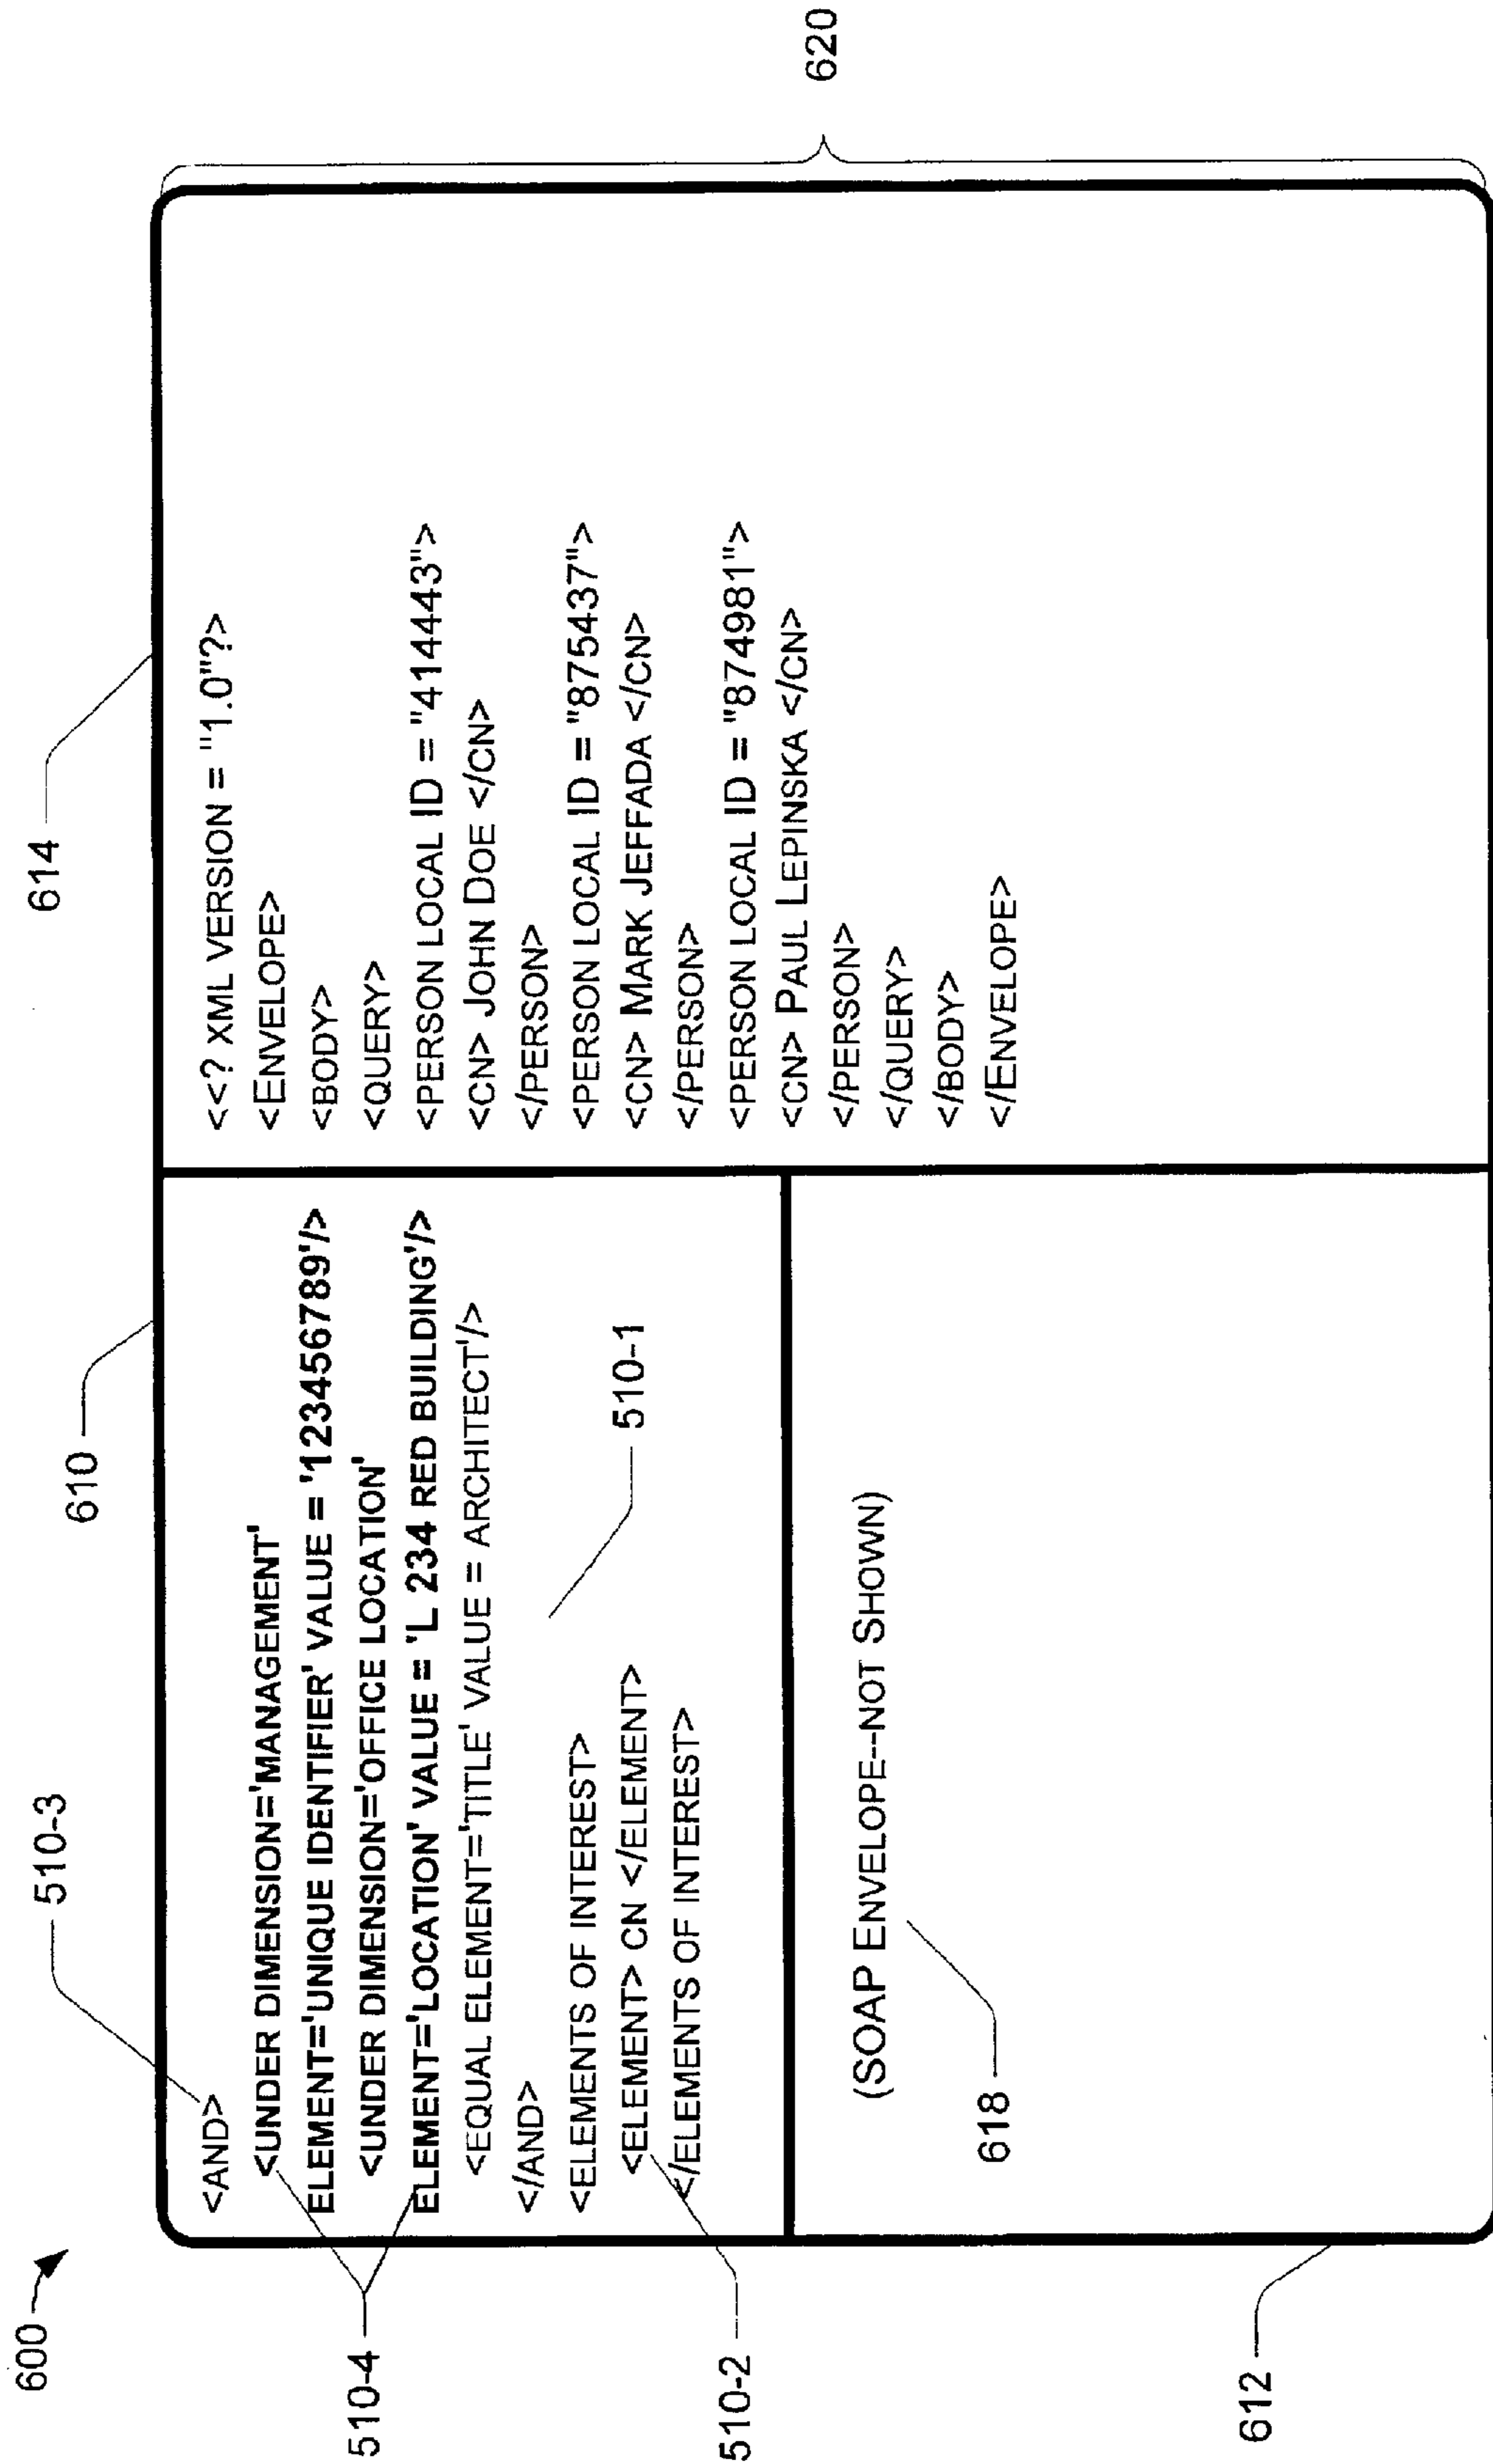 600
610
614
510-3
<AND>
<UNDER DIMENSION='MANAGEMENT'
ELEMENT='UNIQUE IDENTIFIER' VALUE = '123456789'/>
<UNDER DIMENSION='OFFICE LOCATION'
ELEMENT='LOCATION' VALUE = 'L 234 RED BUILDING'/>
<EQUAL ELEMENT='TITLE' VALUE = ARCHITECT'/>
</AND>
<ELEMENTS OF INTEREST>
<ELEMENT> CN </ELEMENT>
</ELEMENTS OF INTEREST>
510-4
510-1
510-2
(SOAP ENVELOPE--NOT SHOWN)
618
612
<<? XML VERSION = "1.0"?>
<ENVELOPE>
<BODY>
<QUERY>
<PERSON LOCAL ID = "414443">
<CN> JOHN DOE </CN>
</PERSON>
<PERSON LOCAL ID = "875437">
<CN> MARK JEFFADA </CN>
</PERSON>
<PERSON LOCAL ID = "874981">
<CN> PAUL LEPINSKA </CN>
</PERSON>
</QUERY>
</BODY>
</ENVELOPE>
620